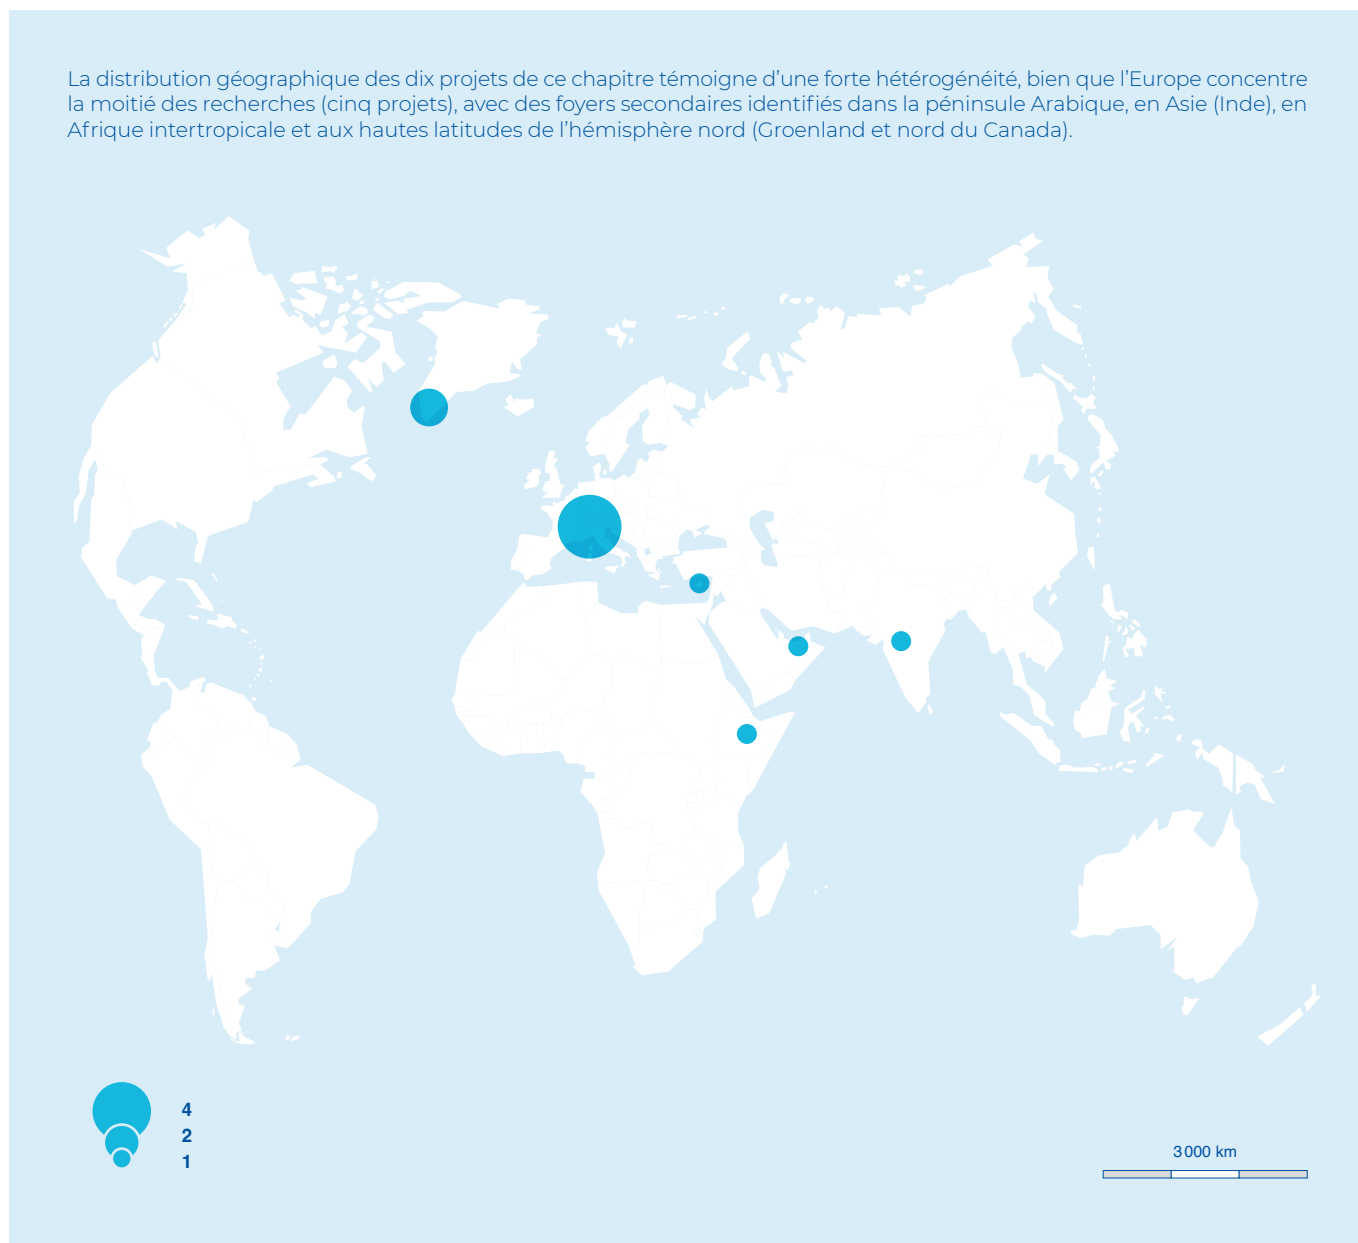 La distribution géographique des dix projets de ce chapitre témoigne d’une forte hétérogénéité, bien que l’Europe concentre
la moitié des recherches (cinq projets), avec des foyers secondaires identifiés dans la péninsule Arabique, en Asie (Inde), en
Afrique intertropicale et aux hautes latitudes de l’hémisphère nord (Groenland et nord du Canada).
4
2
1
3 000 km